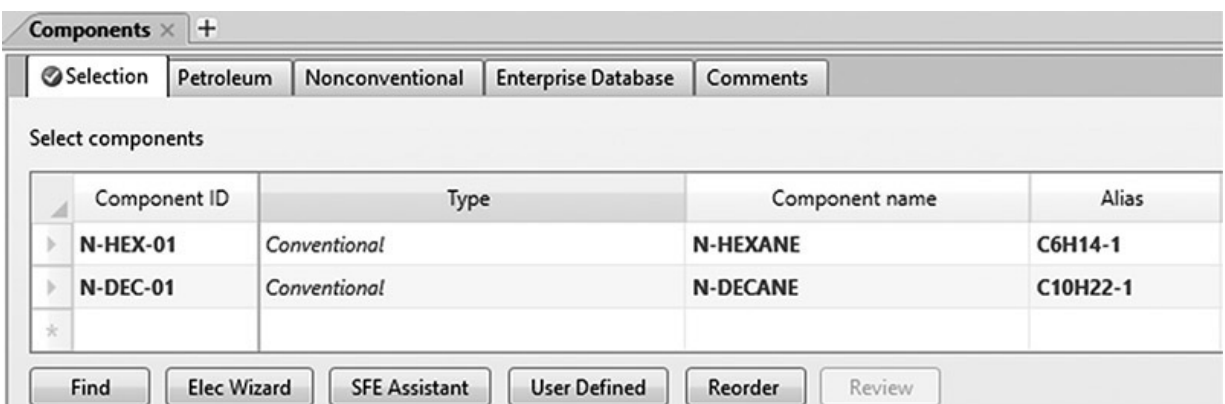 Components × +
Selection Petroleum Nonconventional Enterprise Database Comments
Select components
Component ID Type Component name Alias
N-HEX-01 Conventional N-HEXANE C6H14-1
N-DEC-01 Conventional N-DECANE C10H22-1
*
Find Elec Wizard SFE Assistant User Defined Reorder Review